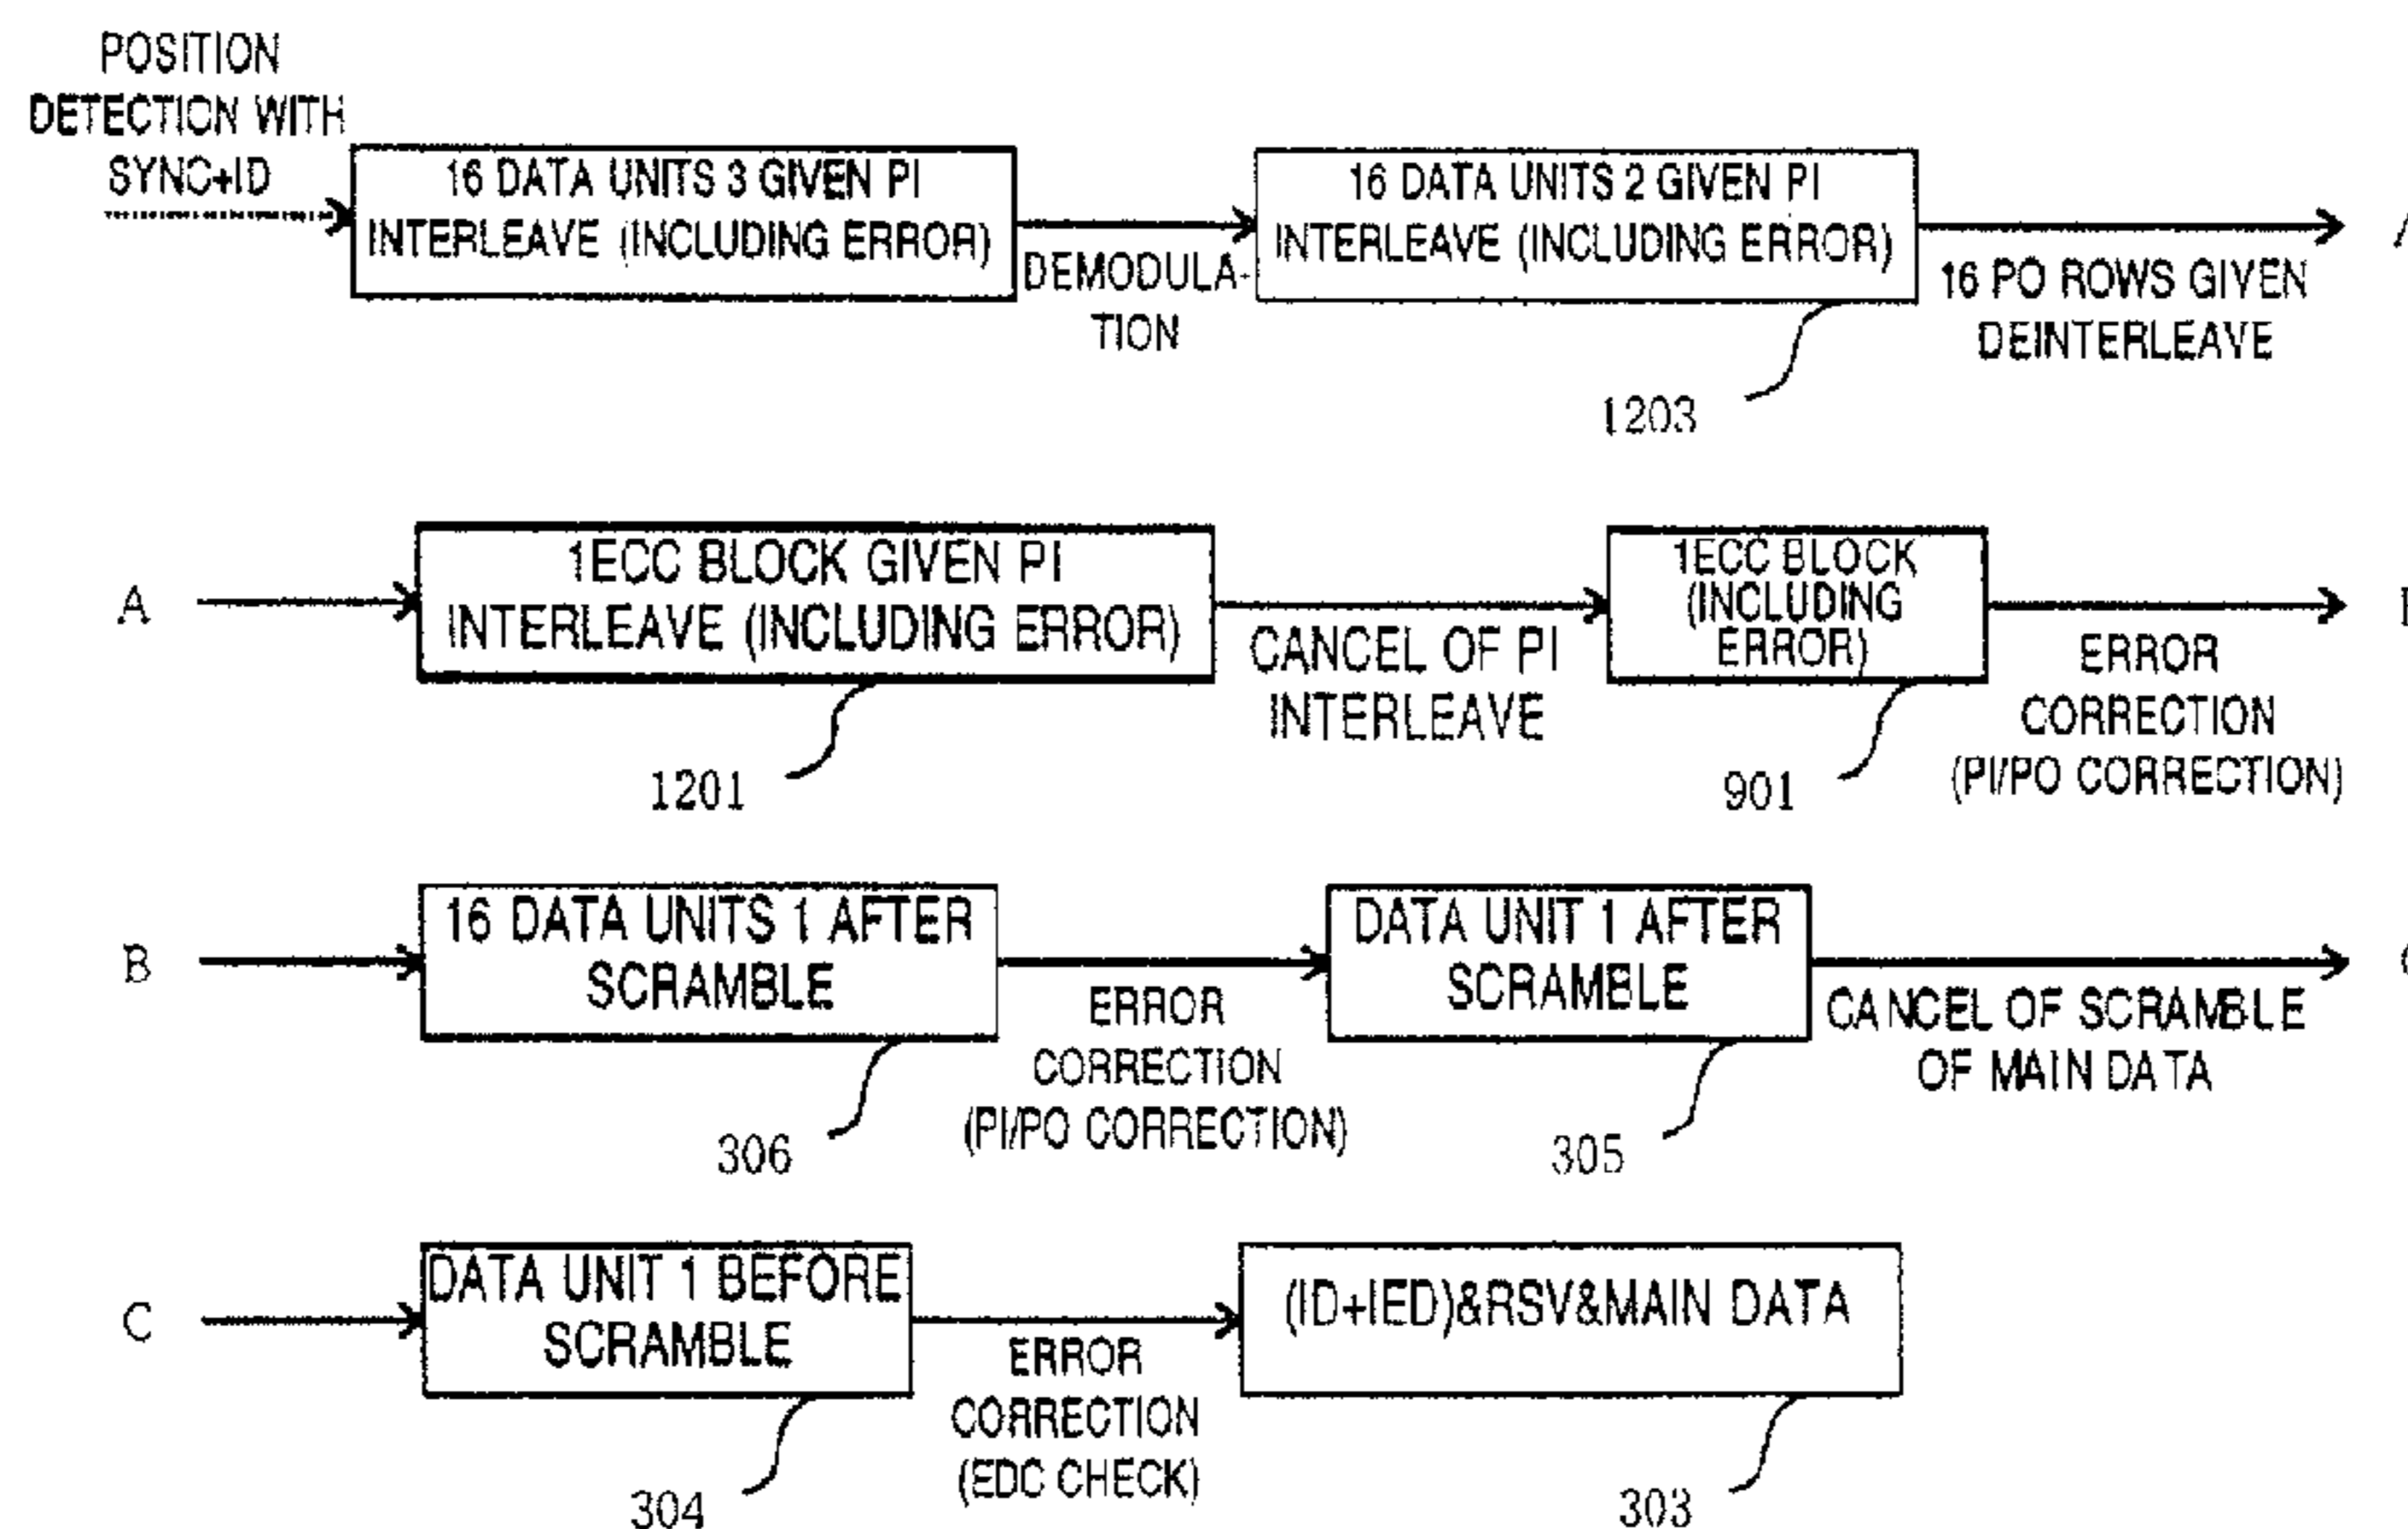 POSITION
DETECTION WITH
SYNC+ID
16 DATA UNITS 3 GIVEN PI
INTERLEAVE (INCLUDING ERROR)
DEMODULA-
TION
16 DATA UNITS 2 GIVEN PI
INTERLEAVE (INCLUDING ERROR)
1203
16 PO ROWS GIVEN
DEINTERLEAVE
A
1ECC BLOCK GIVEN PI
INTERLEAVE (INCLUDING ERROR)
1201
CANCEL OF PI
INTERLEAVE
1ECC BLOCK
(INCLUDING
ERROR)
901
ERROR
CORRECTION
(PI/PO CORRECTION)
B
16 DATA UNITS 1 AFTER
SCRAMBLE
306
ERROR
CORRECTION
(PI/PO CORRECTION)
DATA UNIT 1 AFTER
SCRAMBLE
305
CANCEL OF SCRAMBLE
OF MAIN DATA
C
DATA UNIT 1 BEFORE
SCRAMBLE
304
ERROR
CORRECTION
(EDC CHECK)
(ID+IED)&RSV&MAIN DATA
303